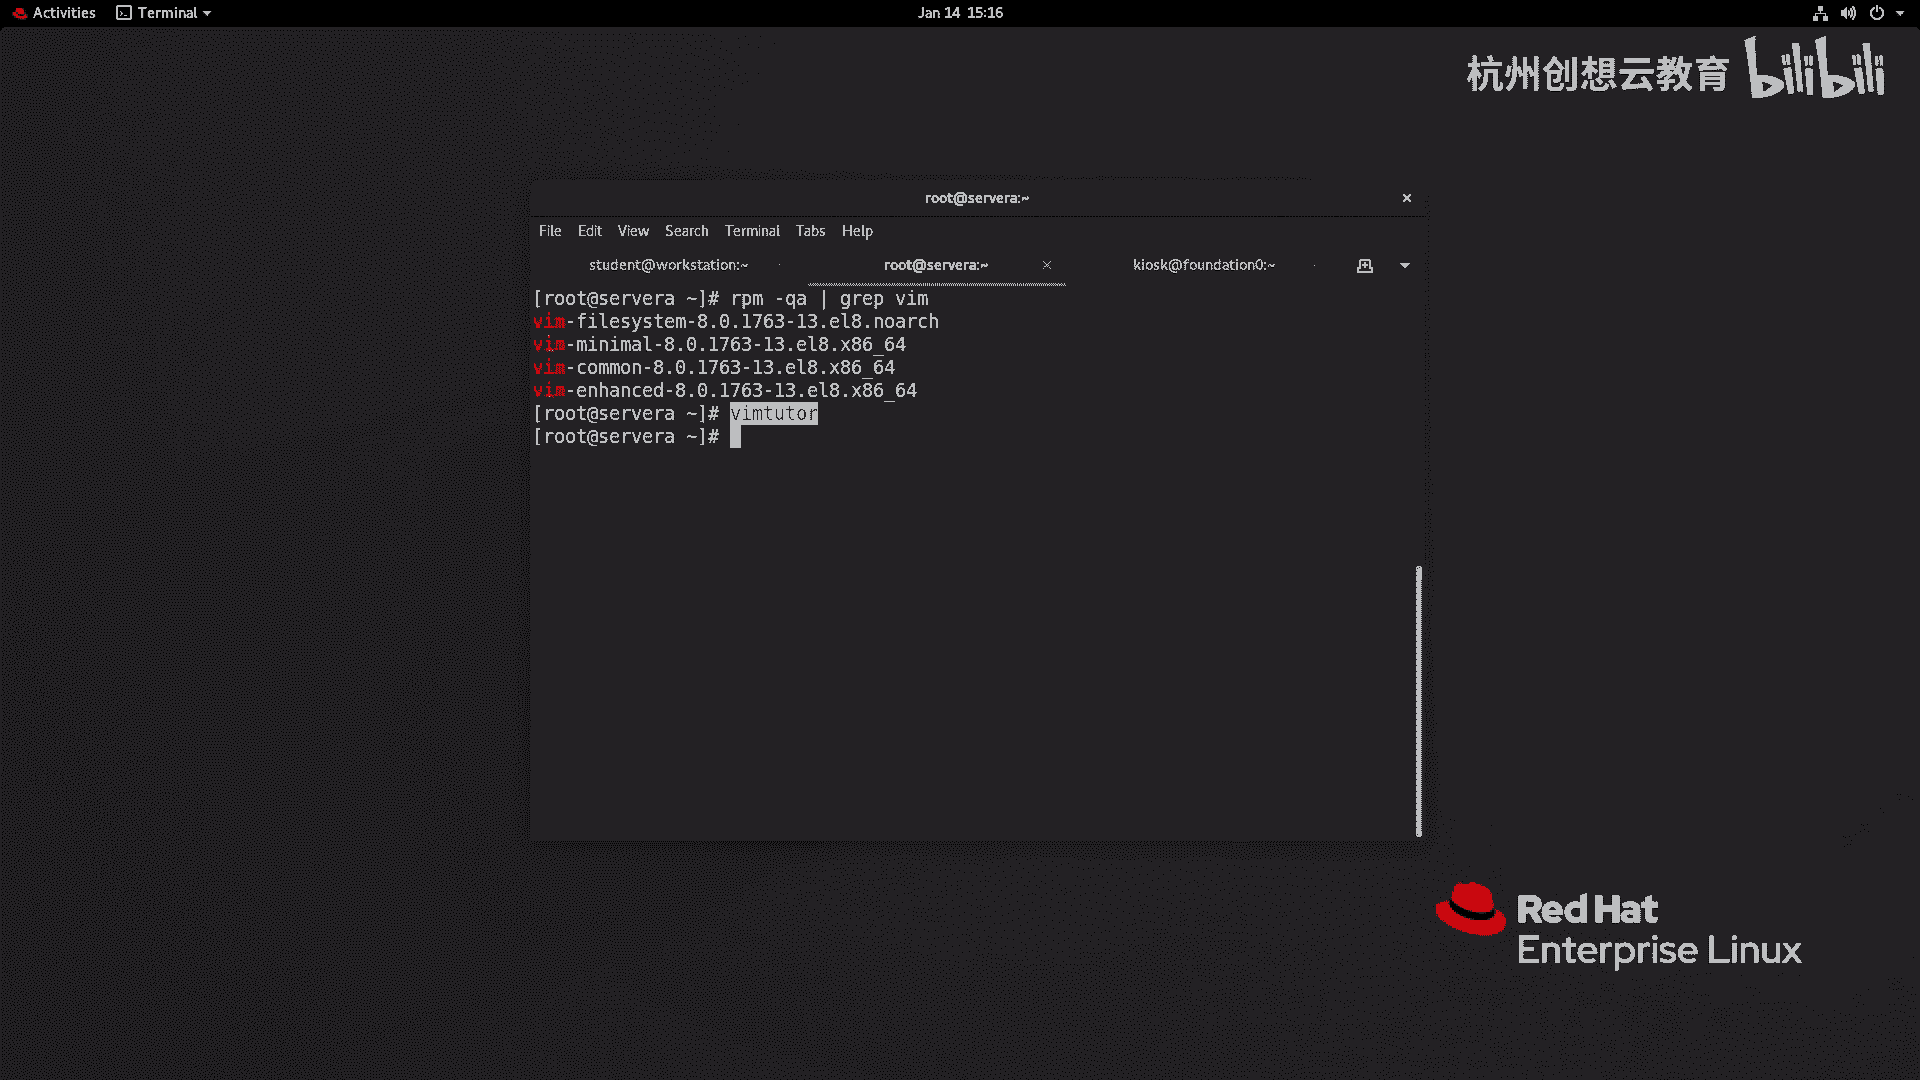 Activities Terminal Jan 14 15:16
杭州创想云教育 bilibili
root@servera:~
File Edit View Search Terminal Tabs Help
student@workstation:~ root@servera:~ kiosk@foundation0:~
[root@servera ~]# rpm -qa | grep vim
vim-filesystem-8.0.1763-13.el8.noarch
vim-minimal-8.0.1763-13.el8.x86_64
vim-common-8.0.1763-13.el8.x86_64
vim-enhanced-8.0.1763-13.el8.x86_64
[root@servera ~]# vimtutor
[root@servera ~]#
Red Hat
Enterprise Linux